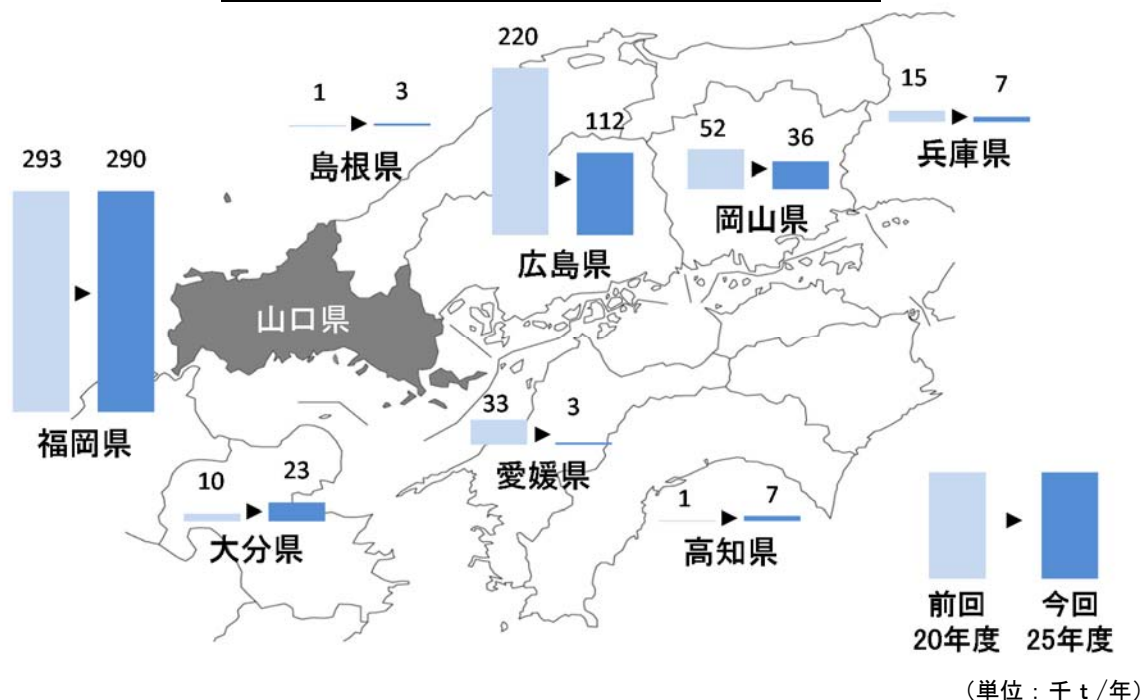 220
112
広島県
1
3
島根県
52
36
岡山県
15
7
兵庫県
293
290
福岡県
山口県
33
3
愛媛県
10
23
大分県
1
7
高知県
前回
20年度
今回
25年度
(単位：千ｔ/年)